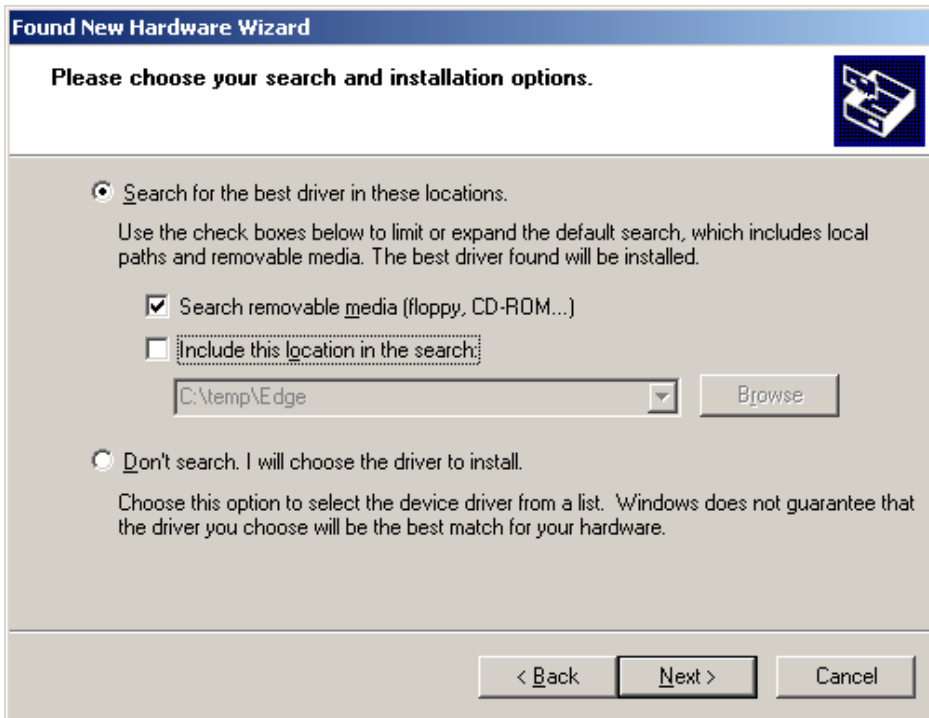 Found New Hardware Wizard
Please choose your search and installation options.
Search for the best driver in these locations.
Use the check boxes below to limit or expand the default search, which includes local
paths and removable media. The best driver found will be installed.
Search removable media (floppy, CD-ROM...)
Include this location in the search:
C:\temp\Edge
Browse
Don't search. I will choose the driver to install.
Choose this option to select the device driver from a list. Windows does not guarantee that
the driver you choose will be the best match for your hardware.
< Back
Next >
Cancel